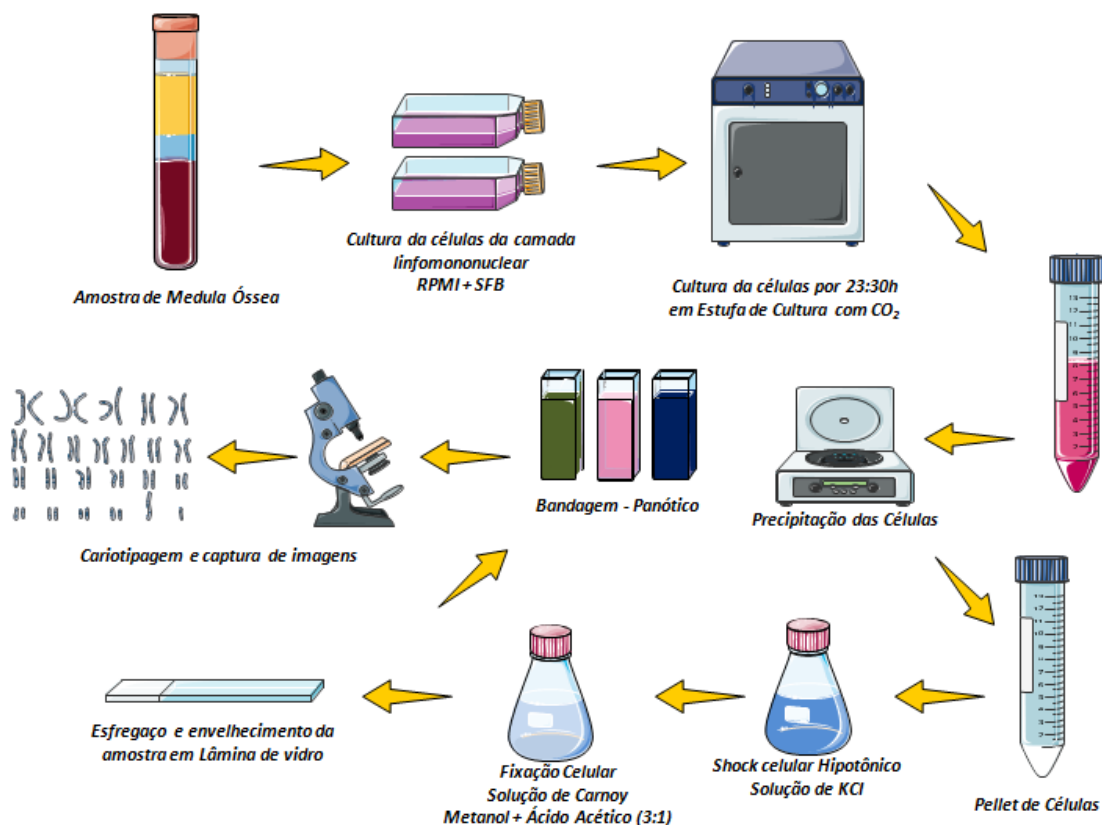 Amostra de Medula Óssea
Cultura da células da camada
linfomononuclear
RPMI + SFB
Cultura da células por 23:30h
em Estufa de Cultura com CO₂
Precipitação das Células
Pellet de Células
Shock celular Hipotônico
Solução de KCl
Fixação Celular
Solução de Carnoy
Metanol + Ácido Acético (3:1)
Esfregaço e envelhecimento da
amostra em Lâmina de vidro
Bandagem - Panótico
Cariotipagem e captura de imagens